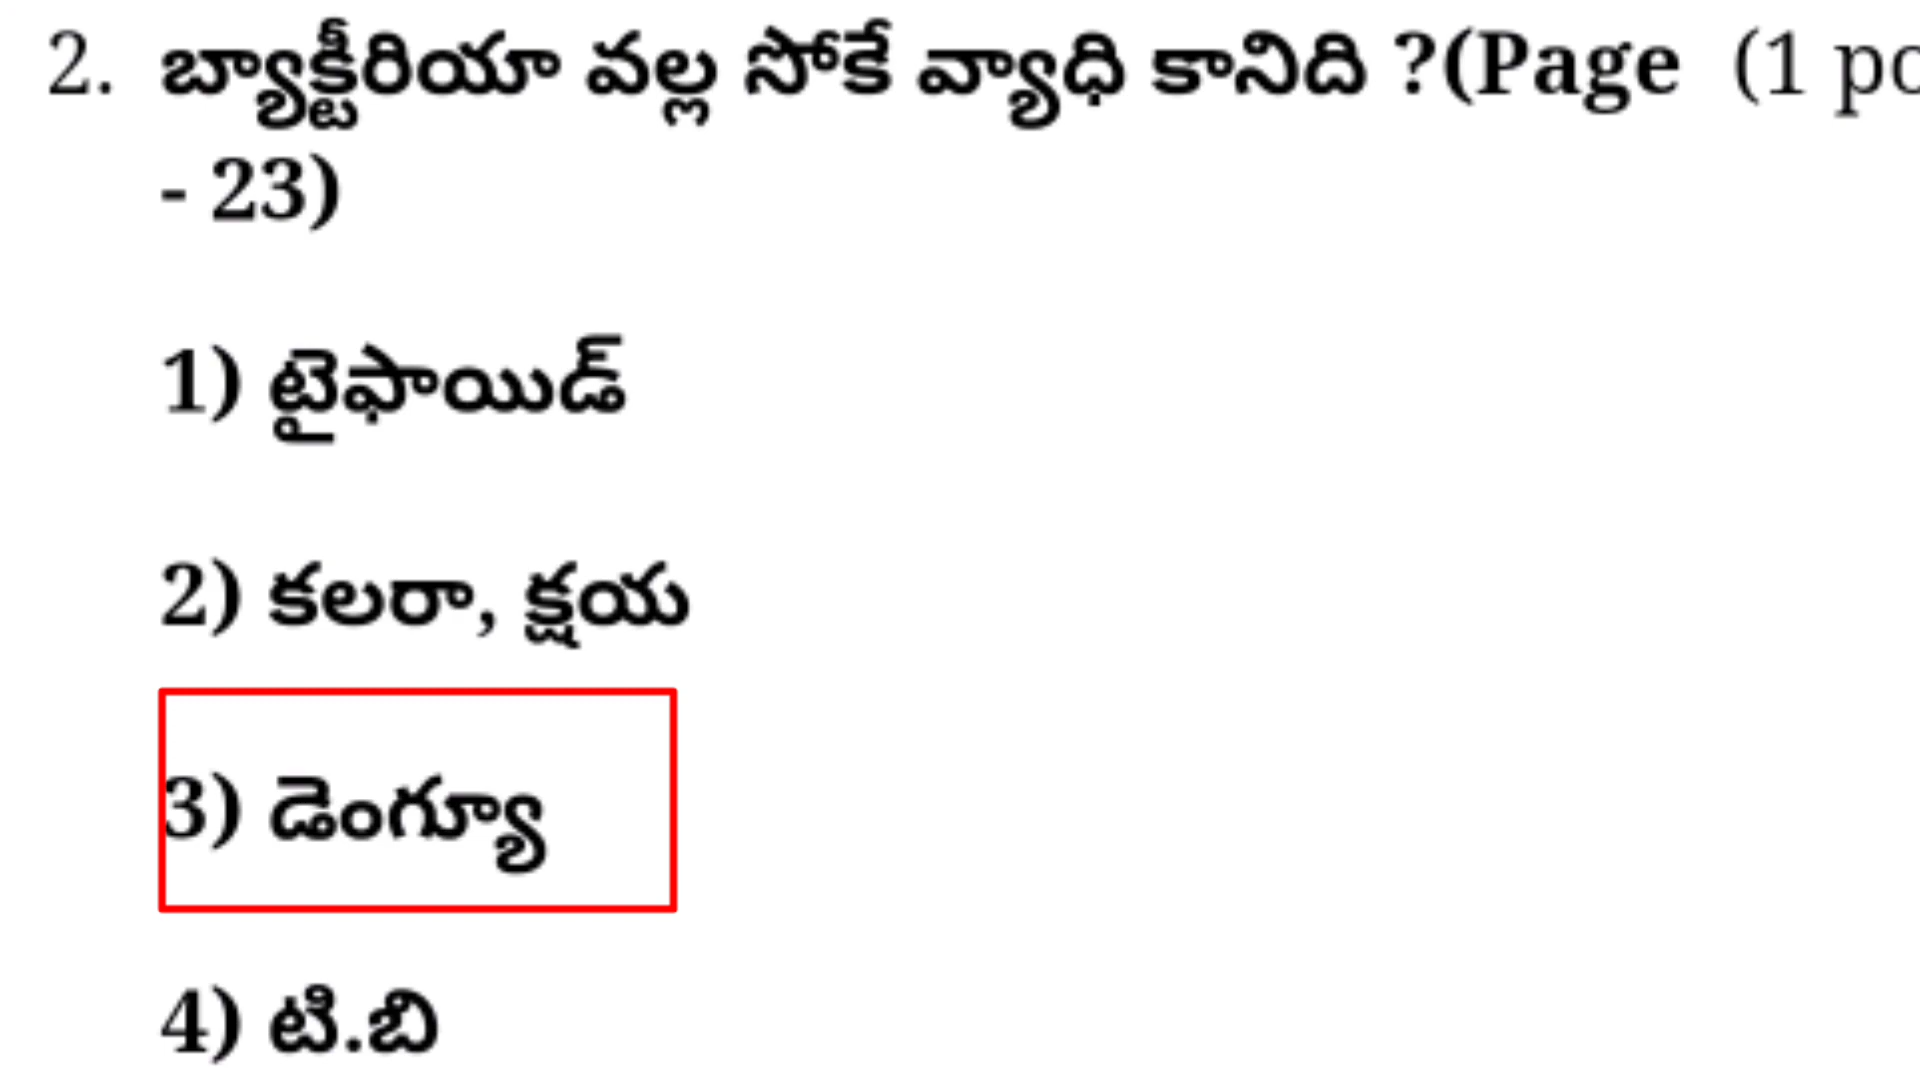 2. బ్యాక్టీరియా వల్ల సోకే వ్యాధి కానిది ?(Page (1 po
- 23)
1) టైఫాయిడ్
2) కలరా, క్షయ
3) డెంగ్యూ
4) టి.బి